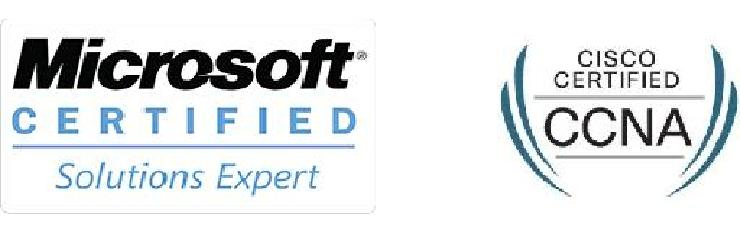 Microsoft®
CERTIFIED
Solutions Expert
CISCO
CERTIFIED
CCNA